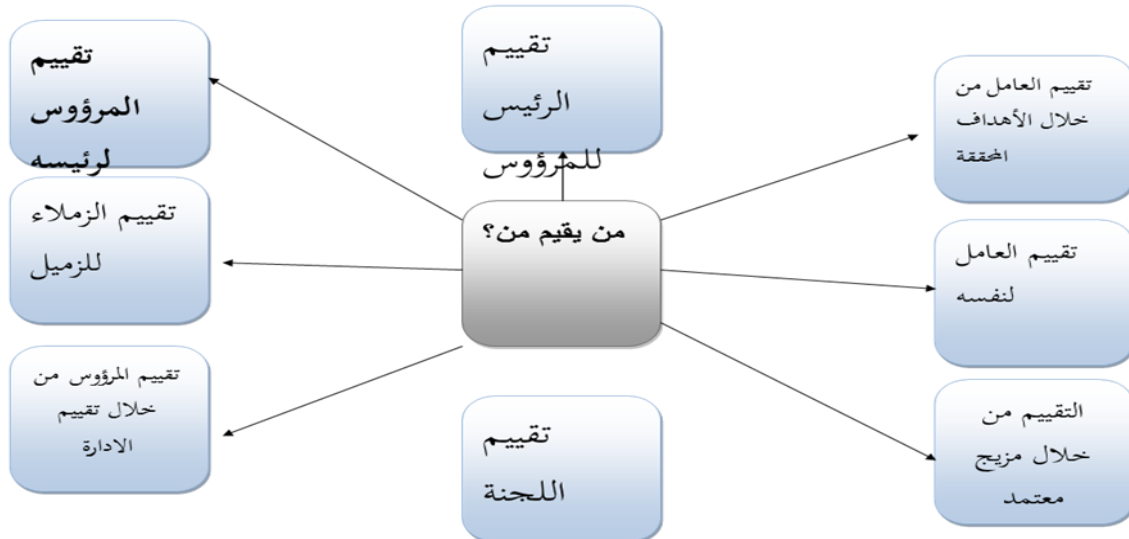 تقييم
الرئيس
للمرؤوس
تقييم العامل من
خلال الأهداف
المحققة
تقييم
المرؤوس
لرئيسه
من يقيم من؟
تقييم العامل
لنفسه
تقييم الزملاء
للزميل
التقييم من
خلال مزيج
معتمد
تقييم
اللجنة
تقييم المرؤوس من
خلال تقييم
الادارة